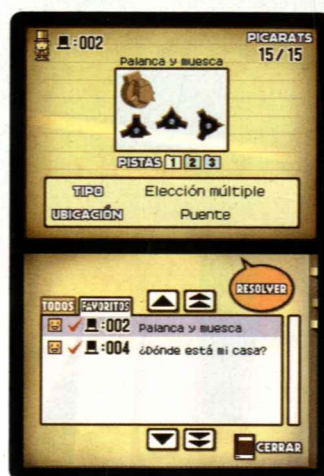 :002
PICARATS
15/15
Palanca y muesca
PISTAS 1 2 3
TIPO Elección múltiple
UBICACIÓN Puente
RESOLVER
TODOS FAVORITOS
:002 Palanca y muesca
:004 ¿Dónde está mi casa?
CERRAR